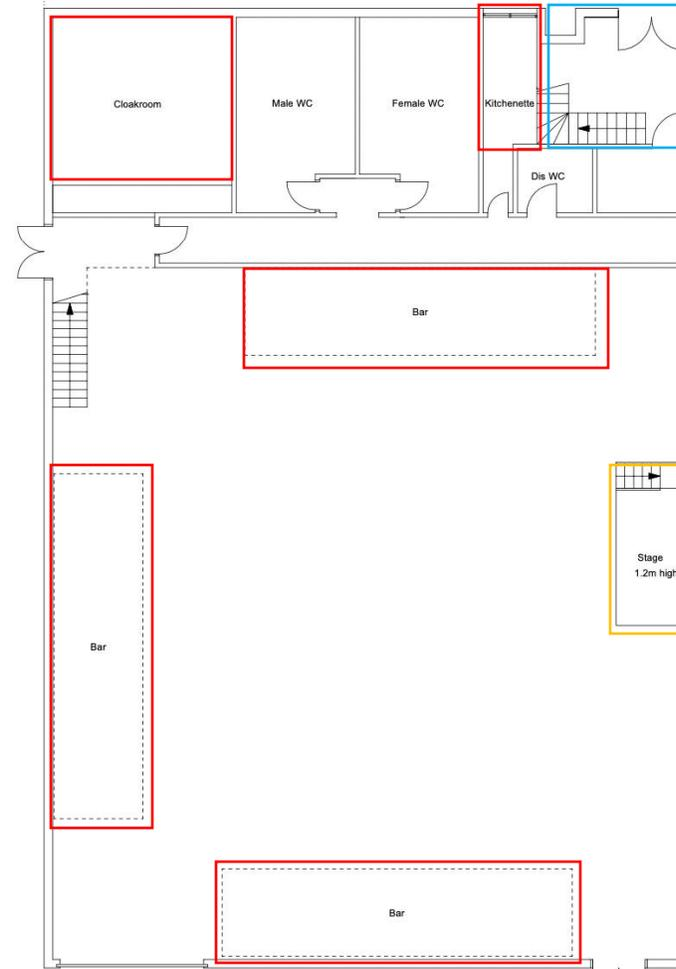 Cloakroom
Male WC
Female WC
Kitchenette
Dis WC
Bar
Stage
1.2m high
Bar
Bar